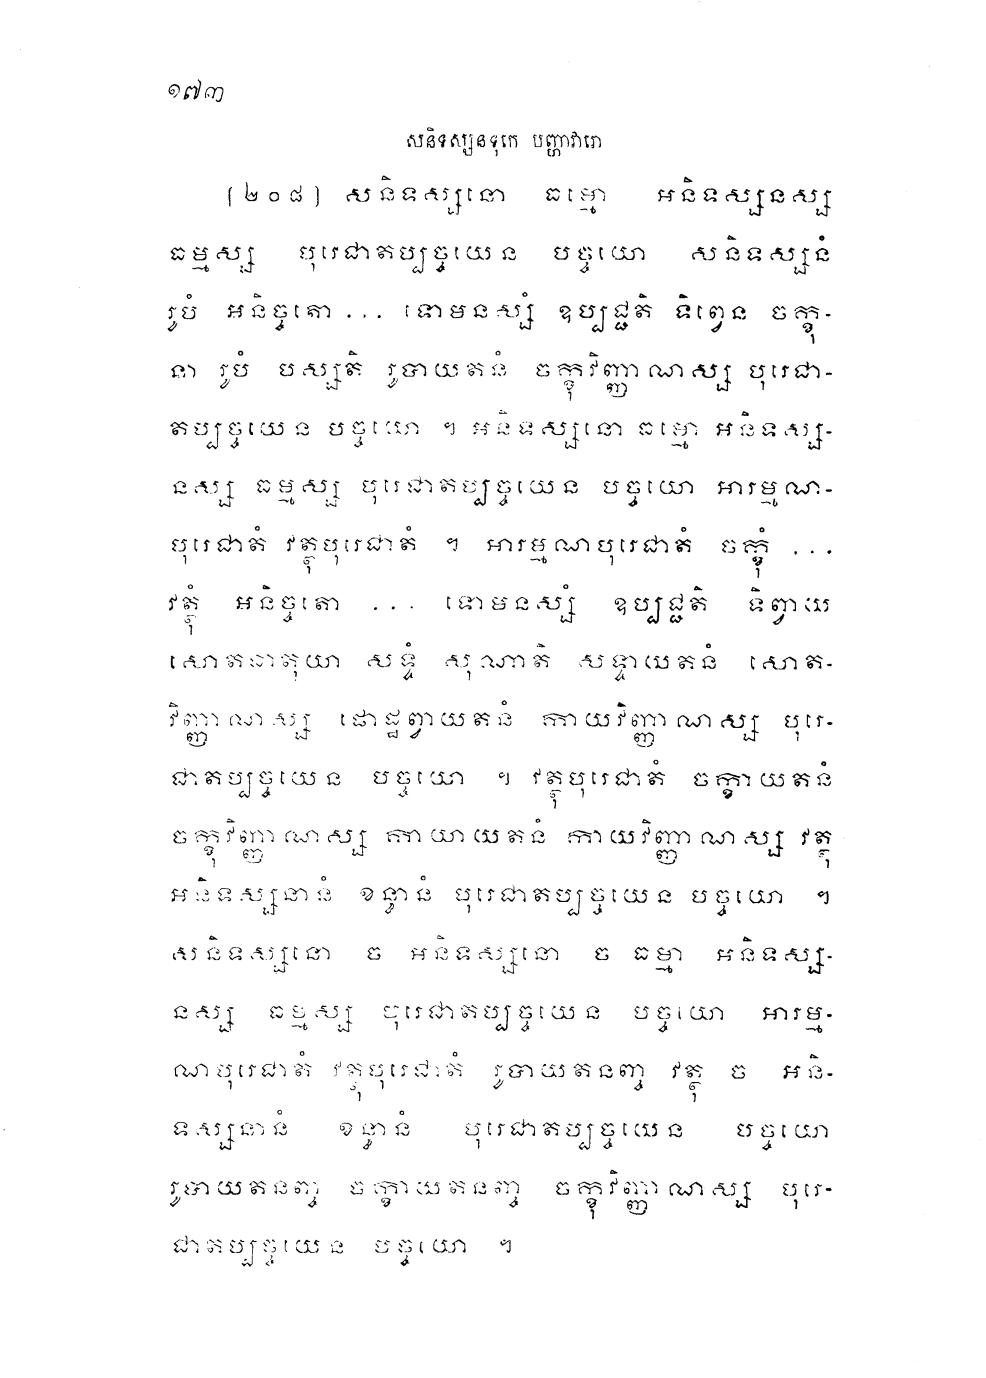 ១៧៣
សនិទស្សនទុកេ បញ្ហាវារោ
(២០៨) សនិទស្សនោ ធម្មោ អនិទស្សនស្ស
ធម្មស្ស បុរេជាតប្បច្ចយេន បច្ចយោ សនិទស្សនំ
រូបំ អនិច្ចតោ ... ទោមនស្សំ ឧប្បជ្ជតិ ទិព្វេន ចក្ខុ-
នា រូបំ បស្សតិ រូបាយតនំ ចក្ខុវិញ្ញាណស្ស បុរេជា-
តប្បច្ចយេន បច្ចយោ ។ អនិទស្សនោ ធម្មោ អនិទស្ស-
នស្ស ធម្មស្ស បុរេជាតប្បច្ចយេន បច្ចយោ អារម្មណ-
បុរេជាតំ វត្ថុបុរេជាតំ ។ អារម្មណបុរេជាតំ ចក្ខុំ ...
វត្ថុំ អនិច្ចតោ ... ទោមនស្សំ ឧប្បជ្ជតិ ទិព្វាយ
សោតធាតុយា សទ្ទំ សុណាតិ សទ្ទាយតនំ សោត-
វិញ្ញាណស្ស ផោដ្ឋព្វាយតនំ កាយវិញ្ញាណស្ស បុរេ-
ជាតប្បច្ចយេន បច្ចយោ ។ វត្ថុបុរេជាតំ ចក្ខាយតនំ
ចក្ខុវិញ្ញាណស្ស កាយាយតនំ កាយវិញ្ញាណស្ស វត្ថុ
អនិទស្សនានំ ខន្ធានំ បុរេជាតប្បច្ចយេន បច្ចយោ ។
សនិទស្សនោ ច អនិទស្សនោ ច ធម្មា អនិទស្ស-
នស្ស ធម្មស្ស បុរេជាតប្បច្ចយេន បច្ចយោ អារម្ម-
ណបុរេជាតំ វត្ថុបុរេជាតំ រូបាយតនញ្ច វត្ថុ ច អនិ-
ទស្សនានំ ខន្ធានំ បុរេជាតប្បច្ចយេន បច្ចយោ
រូបាយតនញ្ច ចក្ខាយតនញ្ច ចក្ខុវិញ្ញាណស្ស បុរេ-
ជាតប្បច្ចយេន បច្ចយោ ។